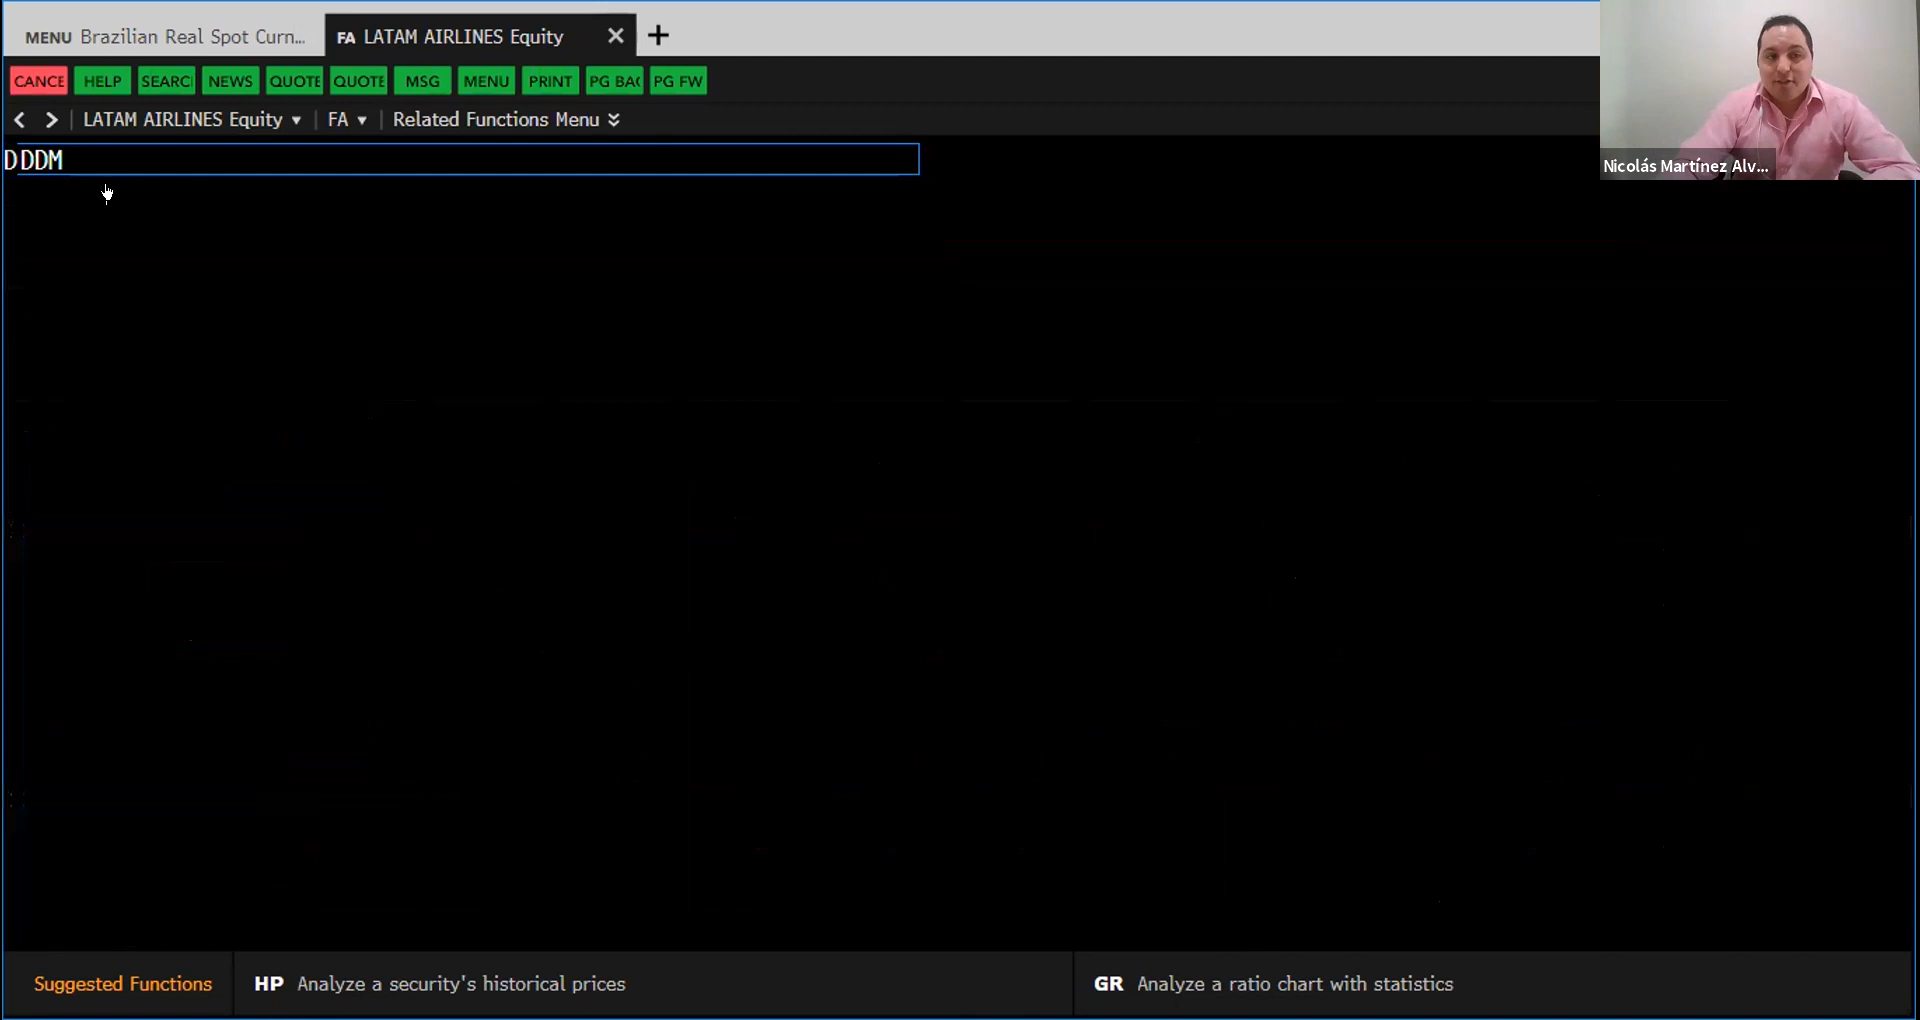 MENU Brazilian Real Spot Curn...
FA LATAM AIRLINES Equity
CANCE HELP SEARC NEWS QUOTE QUOTE MSG MENU PRINT PG BAC PG FW
LATAM AIRLINES Equity FA Related Functions Menu
DDDM
Nicolás Martínez Alv...
Suggested Functions HP Analyze a security's historical prices GR Analyze a ratio chart with statistics